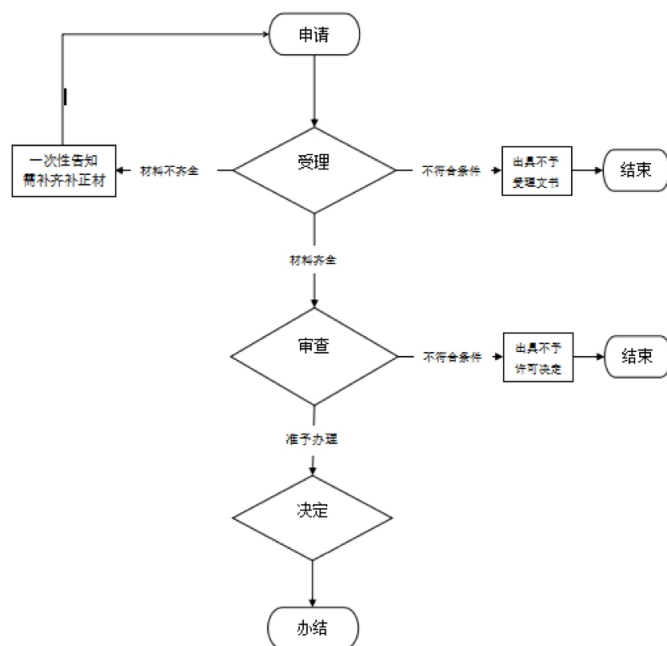 申请
受理
一次性告知
需补齐补正材
材料不齐全
不符合条件
出具不予
受理文书
结束
材料齐全
审查
不符合条件
出具不予
许可决定
结束
准予办理
决定
办结